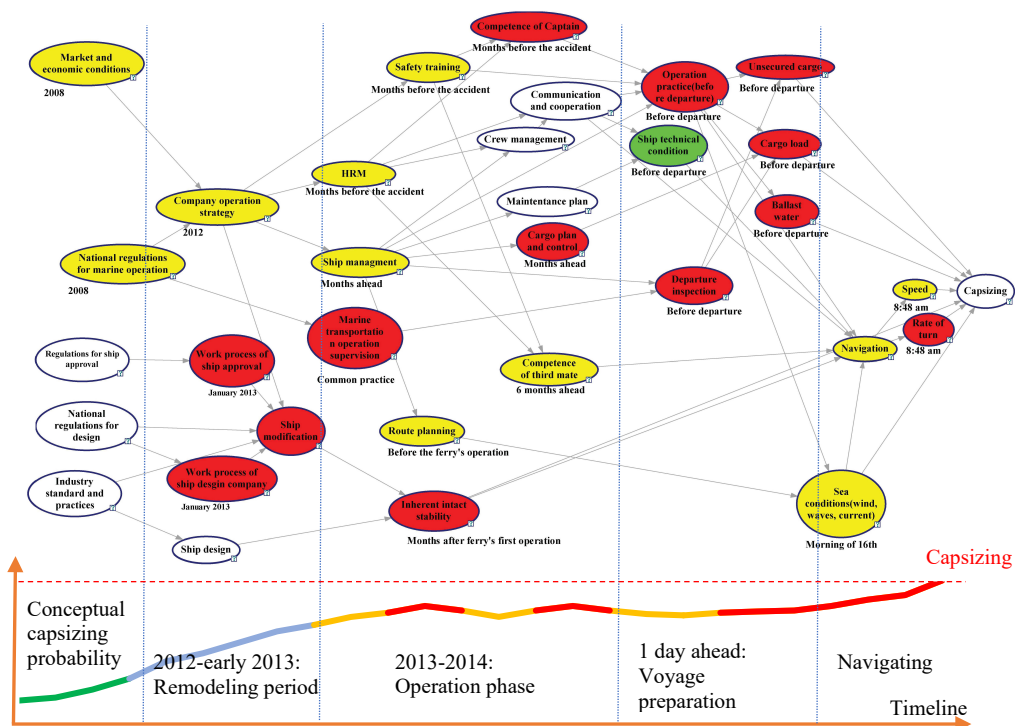 Market and
economic conditions
2008
National regulations
for marine operation
2008
Regulations for ship
approval
National
regulations for
design
Industry
standard and
practices
Company operation
strategy
2012
Work process of
ship approval
January 2013
Ship
modification
Work process of
ship desgin company
January 2013
Ship design
Safety training
Months before the accident
HRM
Months before the accident
Ship managment
Months ahead
Marine
transportatio
n operation
supervision
Common practice
Route planning
Before the ferry's operation
Inherent intact
stability
Months after ferry's first operation
Competence of Captain
Months before the accident
Communication
and cooperation
Crew management
Maintentance plan
Cargo plan
and control
Months ahead
Competence
of third mate
6 months ahead
Operation
practice(befo
re departure)
Before departure
Ship technical
condition
Before departure
Departure
inspection
Before departure
Unsecured cargo
Before departure
Cargo load
Before departure
Ballast
water
Before departure
Speed
8:48 am
Rate of
turn
8:48 am
Navigation
Capsizing
Sea
conditions(wind,
waves, current)
Morning of 16th
Capsizing
Conceptual
capsizing
probability
2012-early 2013:
Remodeling period
2013-2014:
Operation phase
1 day ahead:
Voyage
preparation
Navigating
Timeline